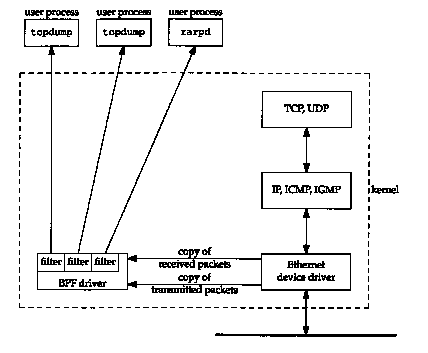 user process user process user process
tcpdump tcpdump rarpd
TCP, UDP
IP, ICMP, IGMP
kernel
filter filter filter
BPF driver
copy of
received packets
copy of
transmitted packets
Ethernet
device driver